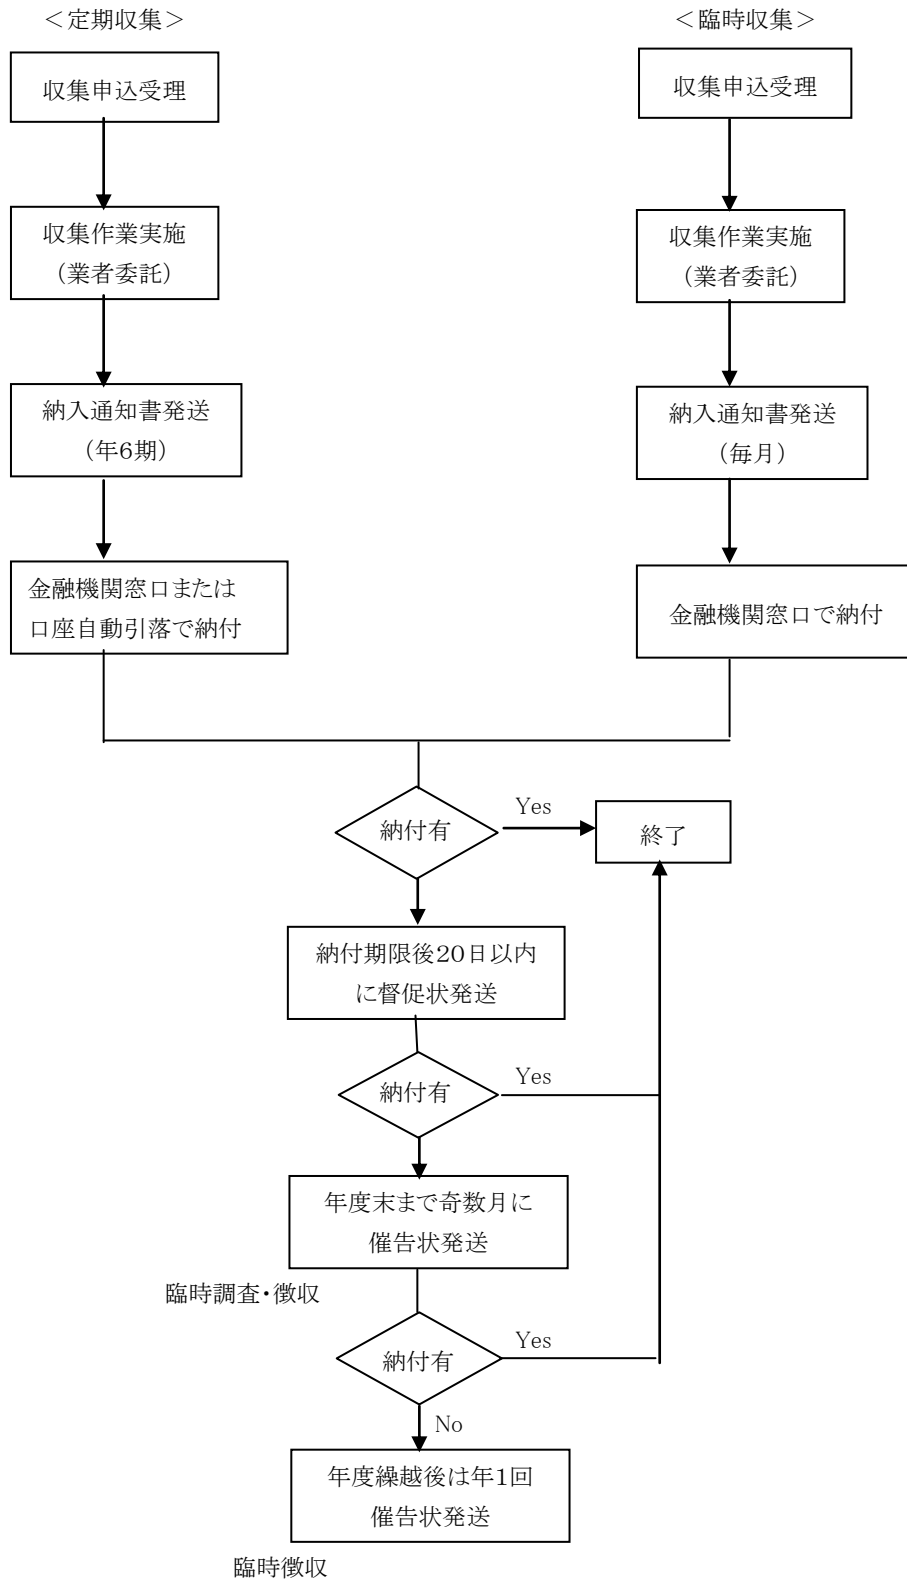 ＜定期収集＞
収集申込受理
収集作業実施
（業者委託）
納入通知書発送
（年6期）
金融機関窓口または
口座自動引落で納付
＜臨時収集＞
収集申込受理
収集作業実施
（業者委託）
納入通知書発送
（毎月）
金融機関窓口で納付
納付有
Yes
終了
納付期限後20日以内
に督促状発送
納付有
Yes
年度末まで奇数月に
催告状発送
臨時調査・徴収
納付有
Yes
No
年度繰越後は年1回
催告状発送
臨時徴収